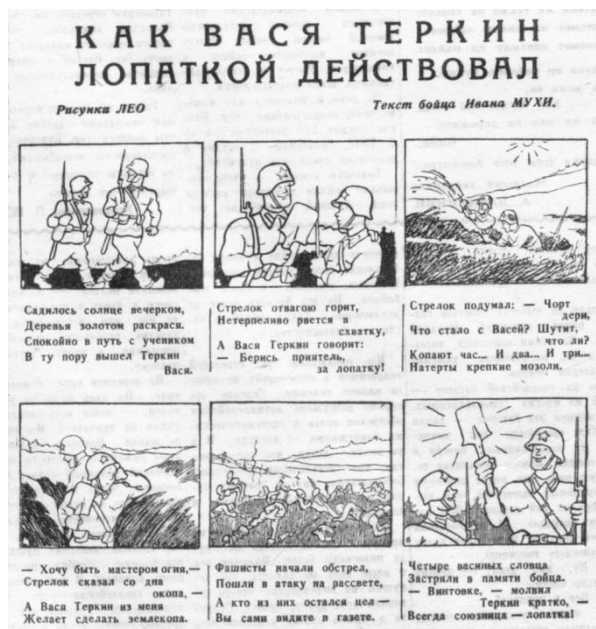 КАК ВАСЯ ТЕРКИН
ЛОПАТКОЙ ДЕЙСТВОВАЛ
Рисунки ЛЕО
Текст бойца Ивана МУХИ.
Садилось солнце вечерком,
Деревья золотом раскрася.
Спокойно в путь с учеником
В ту пору вышел Теркин
Вася.
Стрелок отвагою горит,
Нетерпеливо рвется в
схватку,
А Вася Теркин говорит:
— Берись приятель,
за лопатку!
Стрелок подумал: — Чорт
дери,
Что стало с Васей? Шутит,
что ли?
Копают час... И два... И три...
Натерты крепкие мозоли.
— Хочу быть мастером огня,—
Стрелок сказал со дна
окопа,—
А Вася Теркин из меня
Желает сделать землекопа.
Фашисты начали обстрел,
Пошли в атаку на рассвете,
А кто из них остался цел —
Вы сами видите в газете.
Четыре васиных словца
Застряли в памяти бойца.
— Винтовке, — молвил
Теркин кратко, —
Всегда союзница — лопатка!